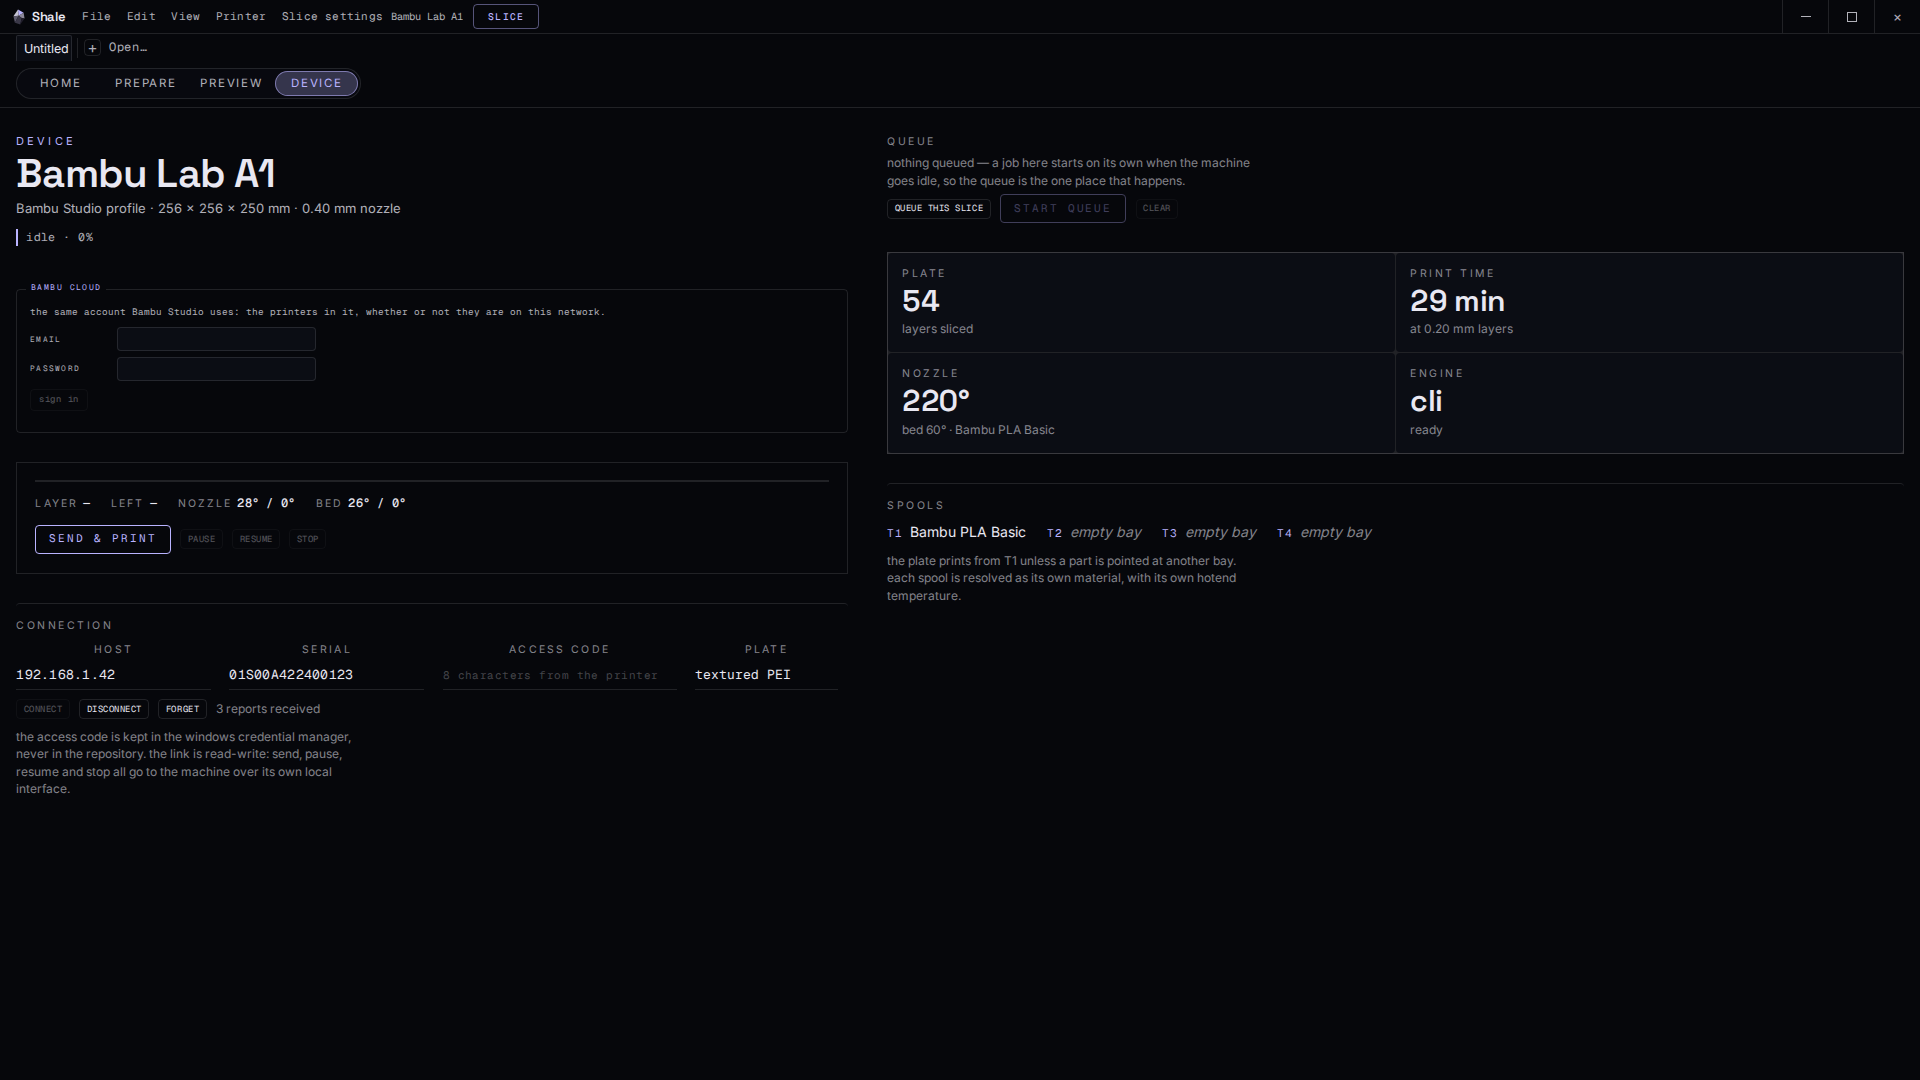 Shale File Edit View Printer Slice settings Bambu Lab A1 SLICE
Untitled + Open…
HOME PREPARE PREVIEW DEVICE
DEVICE
Bambu Lab A1
Bambu Studio profile · 256 × 256 × 250 mm · 0.40 mm nozzle
idle · 0%
BAMBU CLOUD
the same account Bambu Studio uses: the printers in it, whether or not they are on this network.
EMAIL
PASSWORD
sign in
LAYER — LEFT — NOZZLE 28° / 0° BED 26° / 0°
SEND & PRINT PAUSE RESUME STOP
CONNECTION
HOST SERIAL ACCESS CODE PLATE
192.168.1.42 01S00A422400123 8 characters from the printer textured PEI
CONNECT DISCONNECT FORGET 3 reports received
the access code is kept in the windows credential manager,
never in the repository. the link is read-write: send, pause,
resume and stop all go to the machine over its own local
interface.
QUEUE
nothing queued — a job here starts on its own when the machine
goes idle, so the queue is the one place that happens.
QUEUE THIS SLICE START QUEUE CLEAR
PLATE
54
layers sliced
PRINT TIME
29 min
at 0.20 mm layers
NOZZLE
220°
bed 60° · Bambu PLA Basic
ENGINE
cli
ready
SPOOLS
T1 Bambu PLA Basic T2 empty bay T3 empty bay T4 empty bay
the plate prints from T1 unless a part is pointed at another bay.
each spool is resolved as its own material, with its own hotend
temperature.